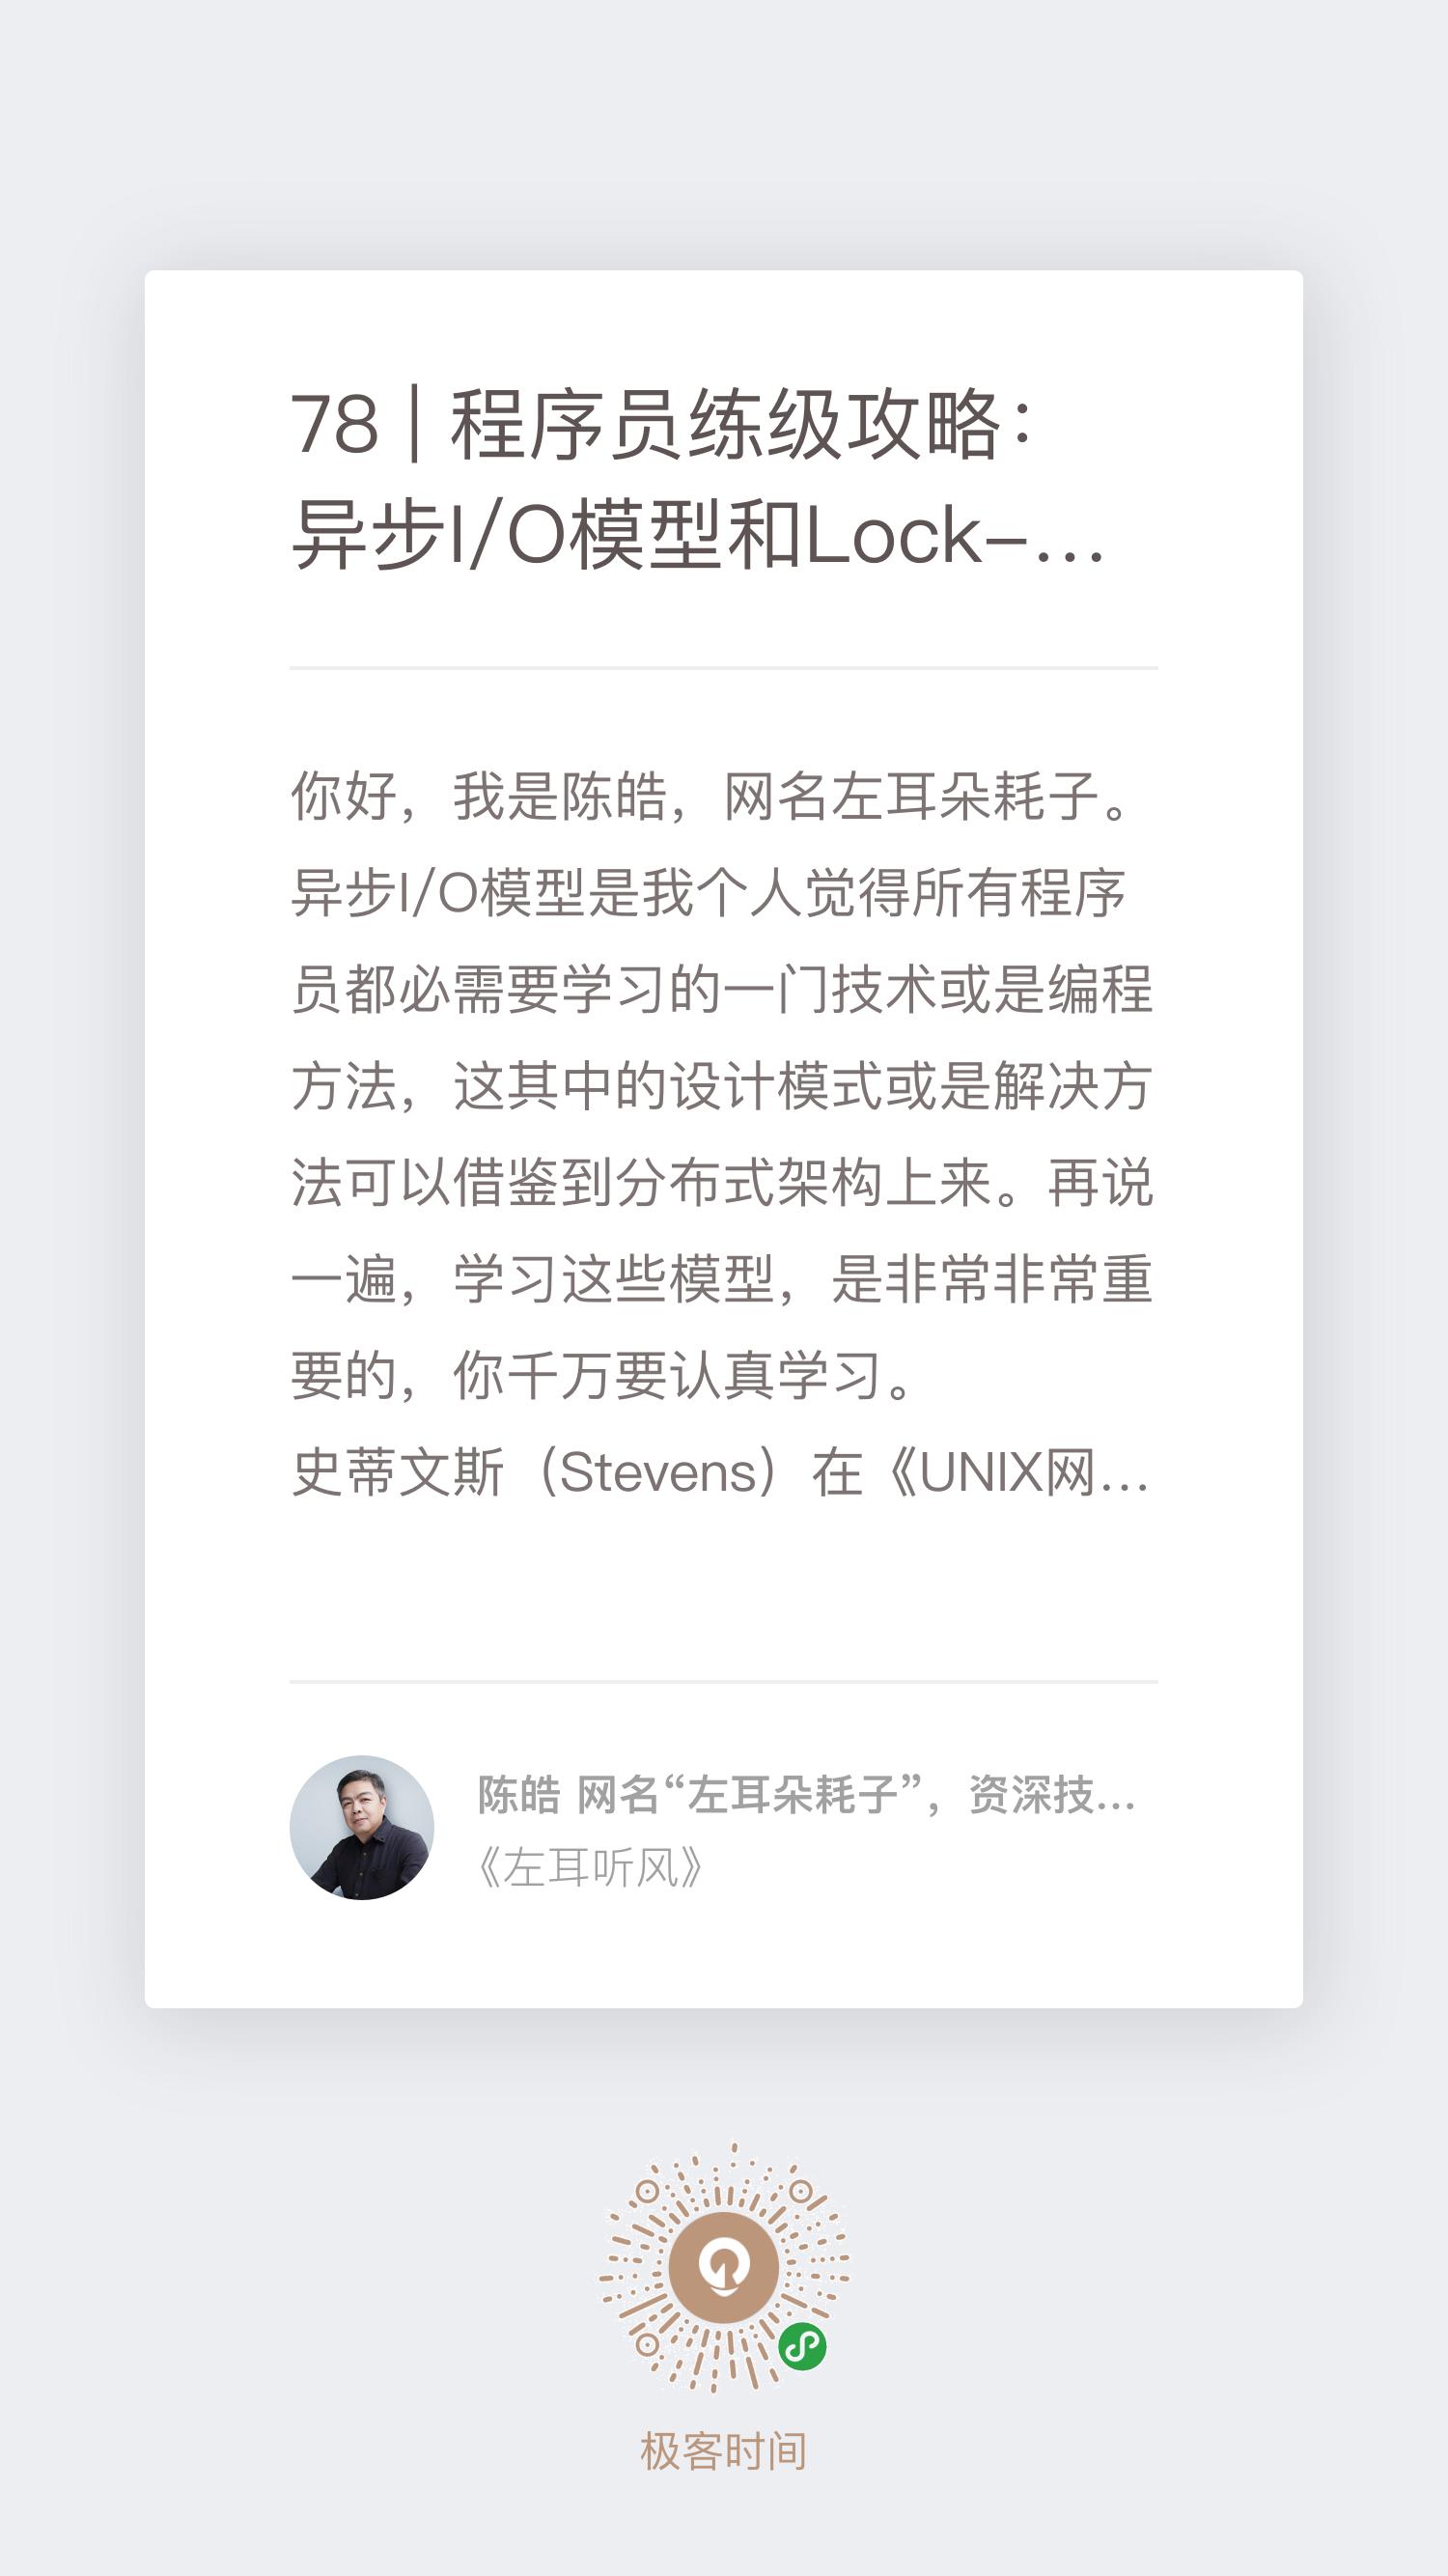 78 | 程序员练级攻略：
异步I/O模型和Lock-...
你好，我是陈皓，网名左耳朵耗子。
异步I/O模型是我个人觉得所有程序
员都必需要学习的一门技术或是编程
方法，这其中的设计模式或是解决方
法可以借鉴到分布式架构上来。再说
一遍，学习这些模型，是非常非常重
要的，你千万要认真学习。
史蒂文斯（Stevens）在《UNIX网...
陈皓 网名“左耳朵耗子”，资深技...
《左耳听风》
极客时间